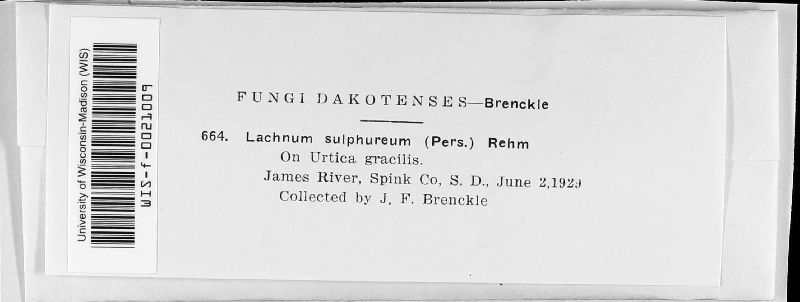 University of Wisconsin-Madison (WIS)
WIS-f-0012009
FUNGI DAKOTENSES—Brenckle
664. Lachnum sulphureum (Pers.) Rehm
On Urtica gracilis.
James River, Spink Co, S. D., June 2,1929
Collected by J. F. Brenckle